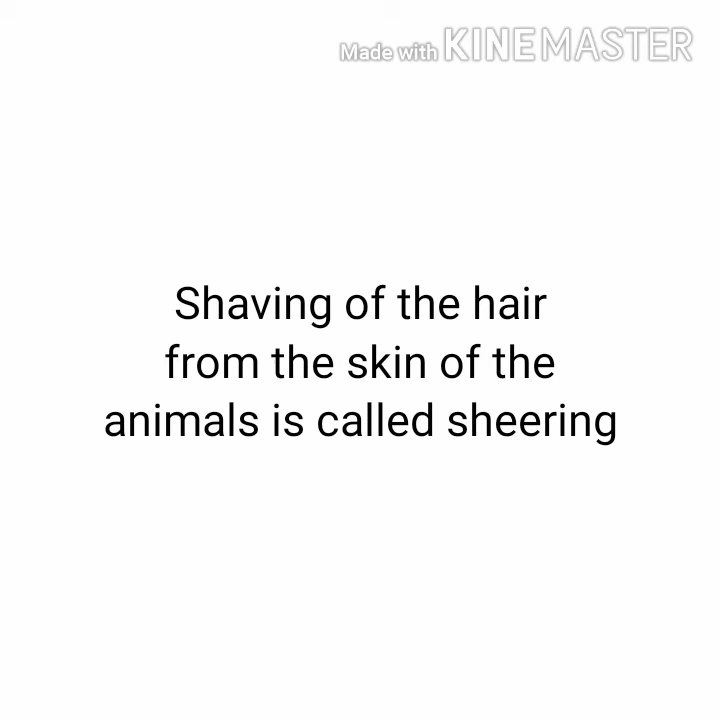 Made with KINEMASTER
Shaving of the hair
from the skin of the
animals is called sheering